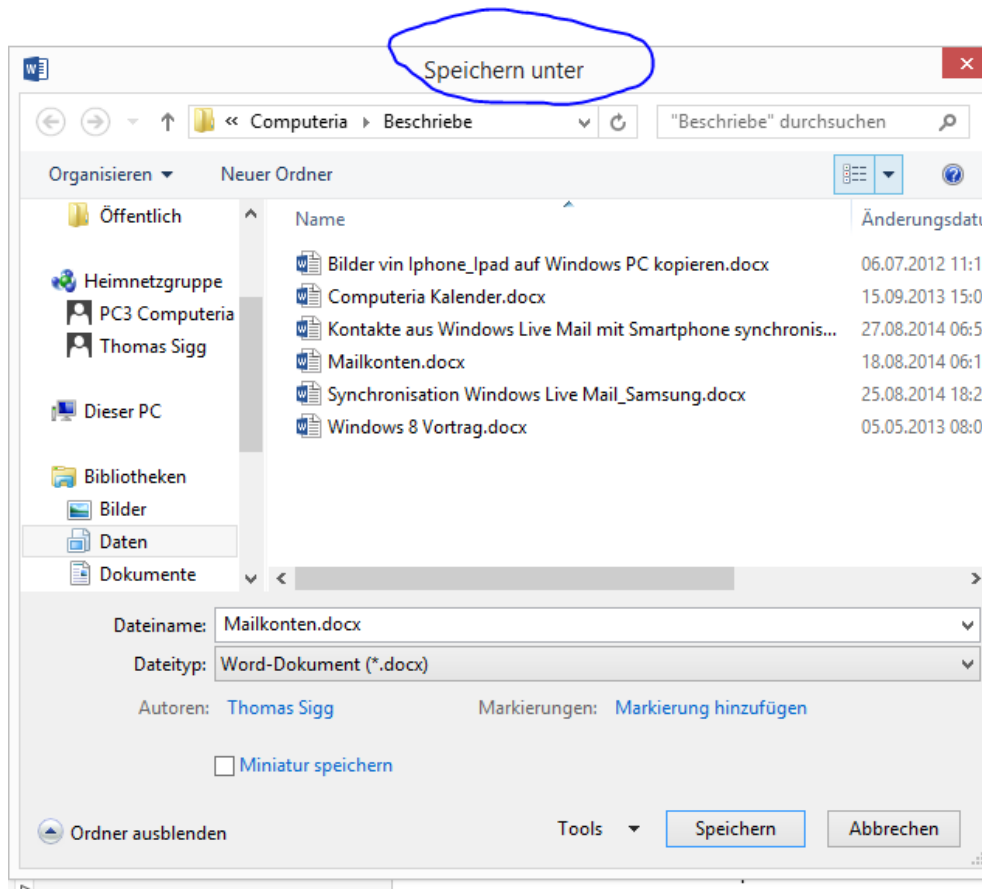 Speichern unter
« Computeria Beschriebe "Beschriebe" durchsuchen
Organisieren Neuer Ordner
Öffentlich
Heimnetzgruppe
PC3 Computeria
Thomas Sigg
Dieser PC
Bibliotheken
Bilder
Daten
Dokumente
Name Änderungsdatu
Bilder vin Iphone_Ipad auf Windows PC kopieren.docx 06.07.2012 11:1
Computeria Kalender.docx 15.09.2013 15:0
Kontakte aus Windows Live Mail mit Smartphone synchronis... 27.08.2014 06:5
Mailkonten.docx 18.08.2014 06:1
Synchronisation Windows Live Mail_Samsung.docx 25.08.2014 18:2
Windows 8 Vortrag.docx 05.05.2013 08:0
Dateiname: Mailkonten.docx
Dateityp: Word-Dokument (*.docx)
Autoren: Thomas Sigg Markierungen: Markierung hinzufügen
Miniatur speichern
Ordner ausblenden Tools Speichern Abbrechen